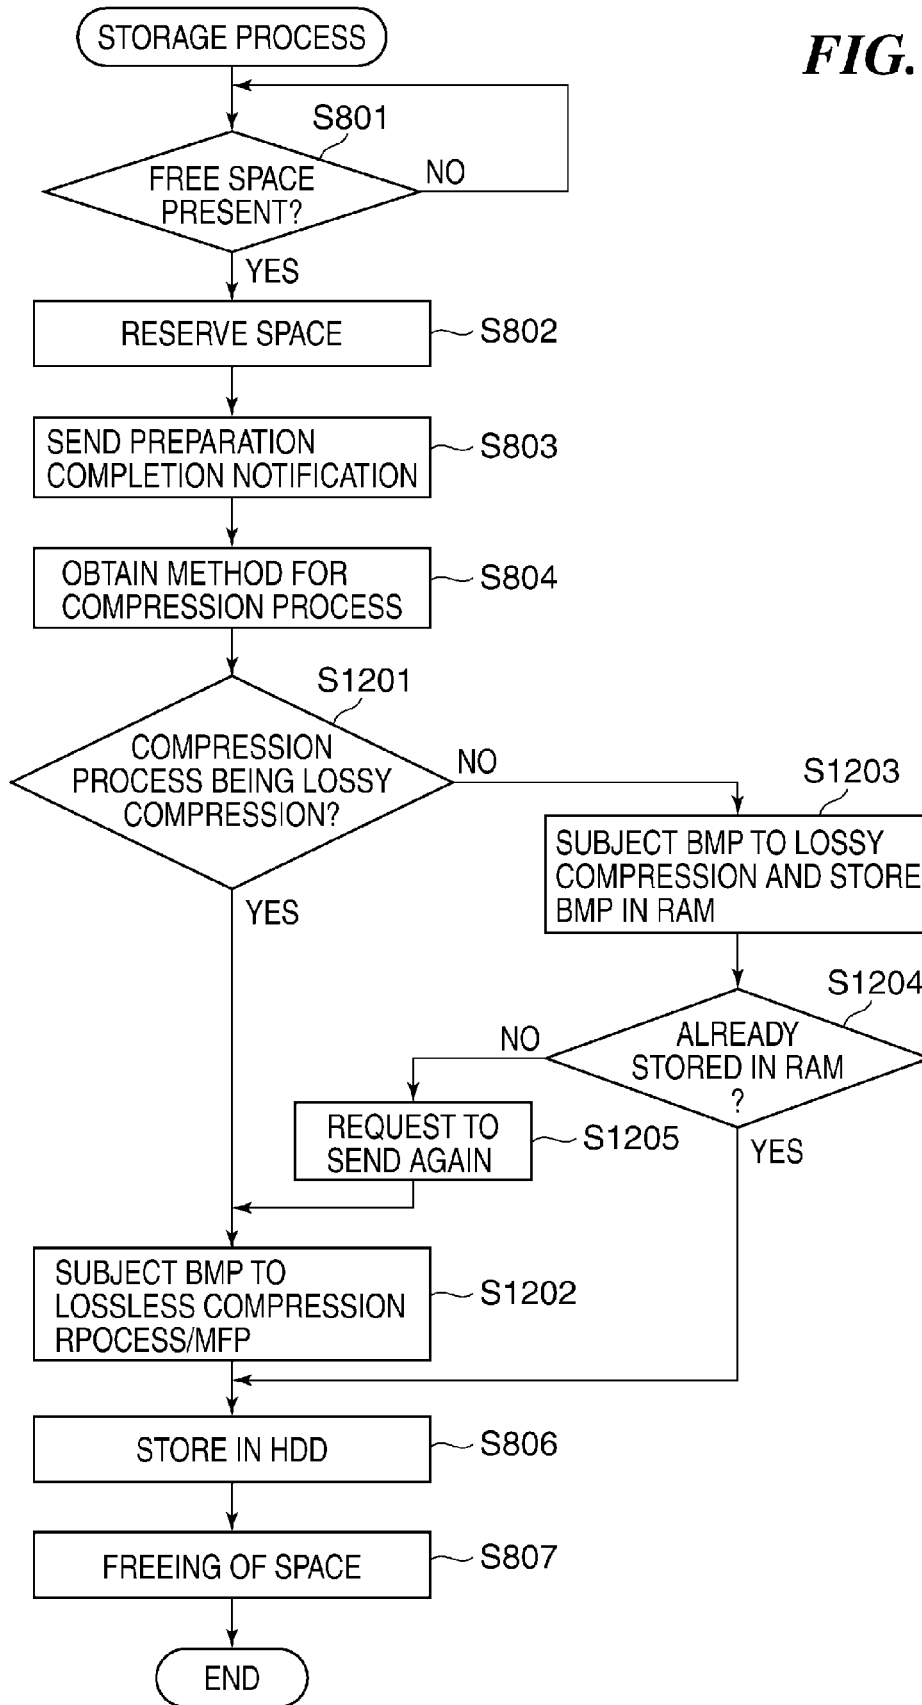 STORAGE PROCESS
FIG.
S801
FREE SPACE
PRESENT?
NO
YES
RESERVE SPACE
S802
SEND PREPARATION
COMPLETION NOTIFICATION
S803
OBTAIN METHOD FOR
COMPRESSION PROCESS
S804
S1201
COMPRESSION
PROCESS BEING LOSSY
COMPRESSION?
NO
YES
S1203
SUBJECT BMP TO LOSSY
COMPRESSION AND STORE
BMP IN RAM
S1204
ALREADY
STORED IN RAM
?
NO
YES
REQUEST TO
SEND AGAIN
S1205
SUBJECT BMP TO
LOSSLESS COMPRESSION
RPOCESS/MFP
S1202
STORE IN HDD
S806
FREEING OF SPACE
S807
END